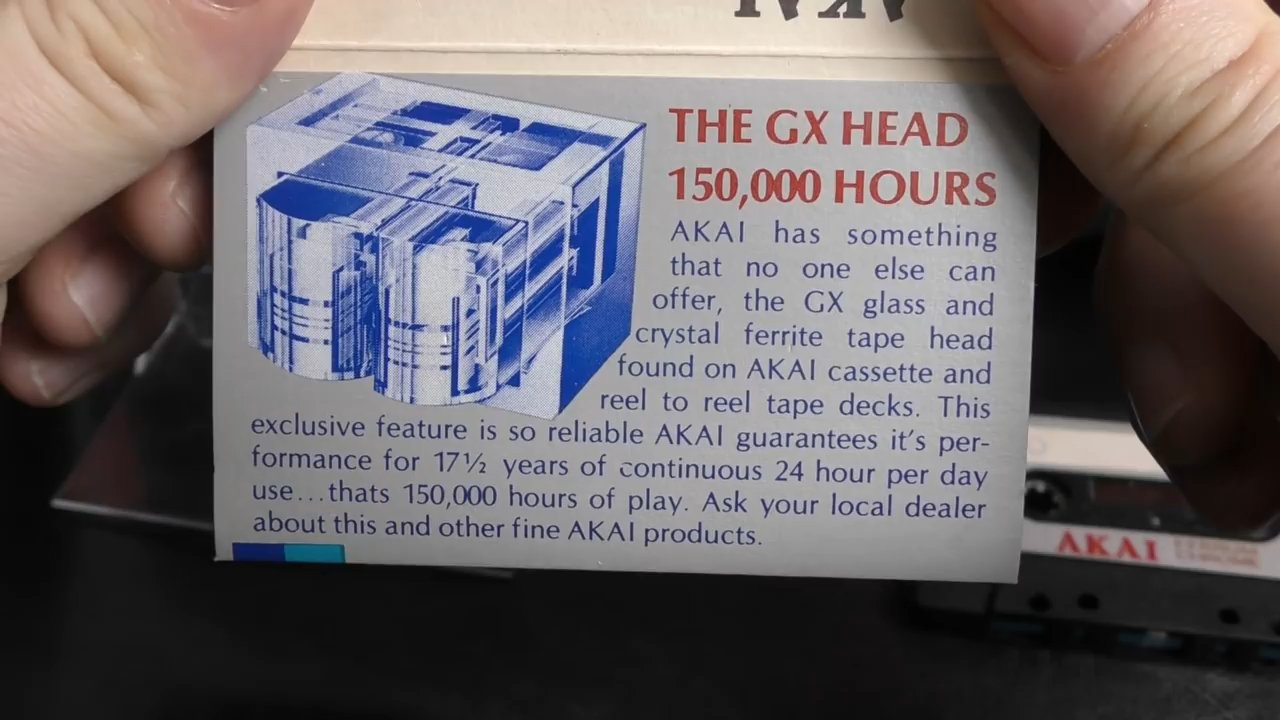 AKAI
THE GX HEAD
150,000 HOURS
AKAI has something
that no one else can
offer, the GX glass and
crystal ferrite tape head
found on AKAI cassette and
reel to reel tape decks. This
exclusive feature is so reliable AKAI guarantees it's per-
formance for 17½ years of continuous 24 hour per day
use...thats 150,000 hours of play. Ask your local dealer
about this and other fine AKAI products.
AKAI